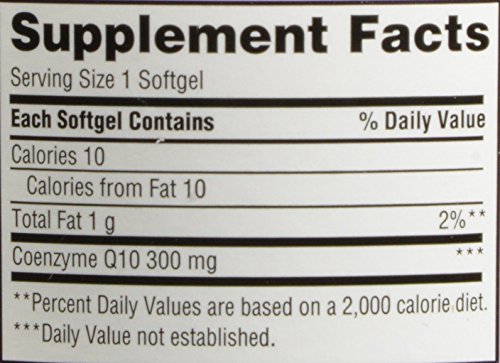 Supplement Facts
Serving Size 1 Softgel
Each Softgel Contains % Daily Value
Calories 10
Calories from Fat 10
Total Fat 1 g 2%**
Coenzyme Q10 300 mg ***
**Percent Daily Values are based on a 2,000 calorie diet.
***Daily Value not established.